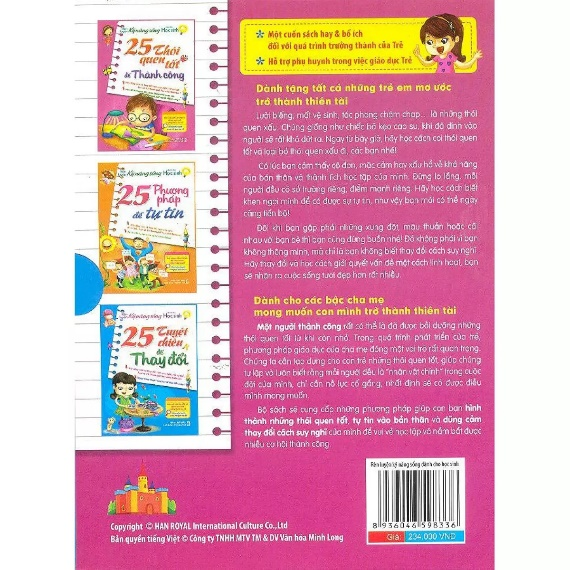 Kỹ năng sống Học sinh
25 Thói
quen tốt
để Thành công
Kỹ năng sống Học sinh
25 Phương
pháp
để tự tin
Kỹ năng sống Học sinh
25 Tuyệt
chiêu
để
Thay đổi
★ Một cuốn sách hay & bổ ích
đối với quá trình trưởng thành của Trẻ
★ Hỗ trợ phụ huynh trong việc giáo dục Trẻ
Dành tặng tất cả những trẻ em mơ ước
trở thành thiên tài
Lười biếng, mất vệ sinh, tác phong chậm chạp... là những thói
quen xấu. Chúng giống như chiếc bã kẹo cao su, khi đã dính vào
người sẽ rất khó dứt ra. Ngay từ bây giờ, hãy học cách có thói quen
tốt và loại bỏ thói quen xấu đi, các bạn nhé!
Có lúc bạn cảm thấy cô đơn, mặc cảm hay xấu hổ về khả năng
của bản thân và thành tích học tập của mình. Đừng lo lắng, mỗi
người đều có sở trường riêng, điểm mạnh riêng. Hãy học cách biết
khen ngợi mình để có được sự tự tin, như vậy bạn mới có thể ngày
càng tiến bộ!
Đôi khi bạn gặp phải những xung đột, mâu thuẫn hoặc cãi
nhau với bạn bè thì bạn cũng đừng buồn nhé! Đó không phải vì bạn
không thông minh, mà chỉ là bạn không biết thay đổi cách suy nghĩ.
Hãy thay đổi và học cách giải quyết vấn đề một cách linh hoạt, bạn
sẽ nhận ra cuộc sống tươi đẹp hơn rất nhiều.
Dành cho các bậc cha mẹ
mong muốn con mình trở thành thiên tài
Một người thành công rất có thể là đã được bồi dưỡng những
thói quen tốt từ khi còn nhỏ. Trong quá trình phát triển của trẻ,
phương pháp giáo dục của cha mẹ đóng một vai trò rất quan trọng.
Chúng ta cần tạo dựng cho con trẻ những thói quen tốt, giúp chúng
tự lập và luôn biết rằng mỗi người đều là "nhân vật chính" trong cuộc
đời của mình, chỉ cần nỗ lực cố gắng, nhất định sẽ có được điều
mình mong muốn.
Bộ sách sẽ cung cấp những phương pháp giúp con bạn hình
thành những thói quen tốt, tự tin vào bản thân và dũng cảm
thay đổi cách suy nghĩ của mình để vui vẻ học tập và nắm bắt được
nhiều cơ hội thành công.
Rèn luyện kỹ năng sống dành cho học sinh
8 936046 598336
Giá: 234.000 VNĐ
Copyright © HAN ROYAL International Culture Co.,Ltd
Bản quyền tiếng Việt © Công ty TNHH MTV TM & DV Văn hóa Minh Long